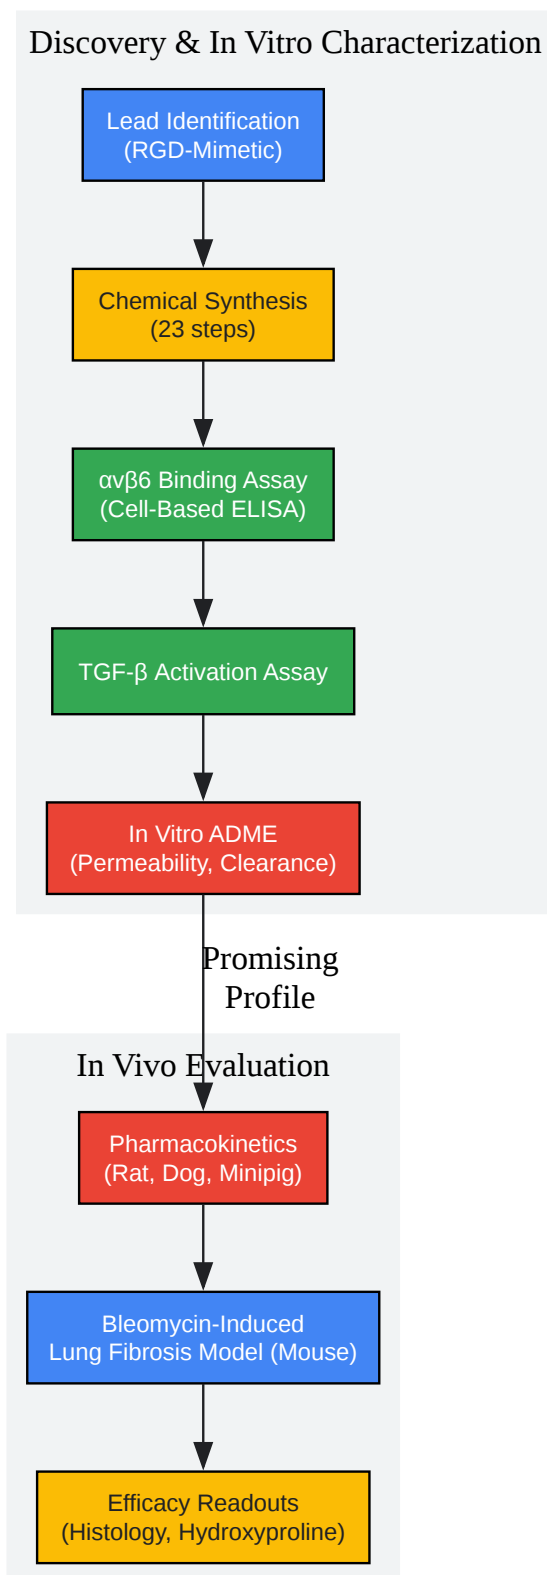 Discovery & In Vitro Characterization
Lead Identification
(RGD-Mimetic)
Chemical Synthesis
(23 steps)
αvβ6 Binding Assay
(Cell-Based ELISA)
TGF-β Activation Assay
In Vitro ADME
(Permeability, Clearance)
Promising
Profile
In Vivo Evaluation
Pharmacokinetics
(Rat, Dog, Minipig)
Bleomycin-Induced
Lung Fibrosis Model (Mouse)
Efficacy Readouts
(Histology, Hydroxyproline)